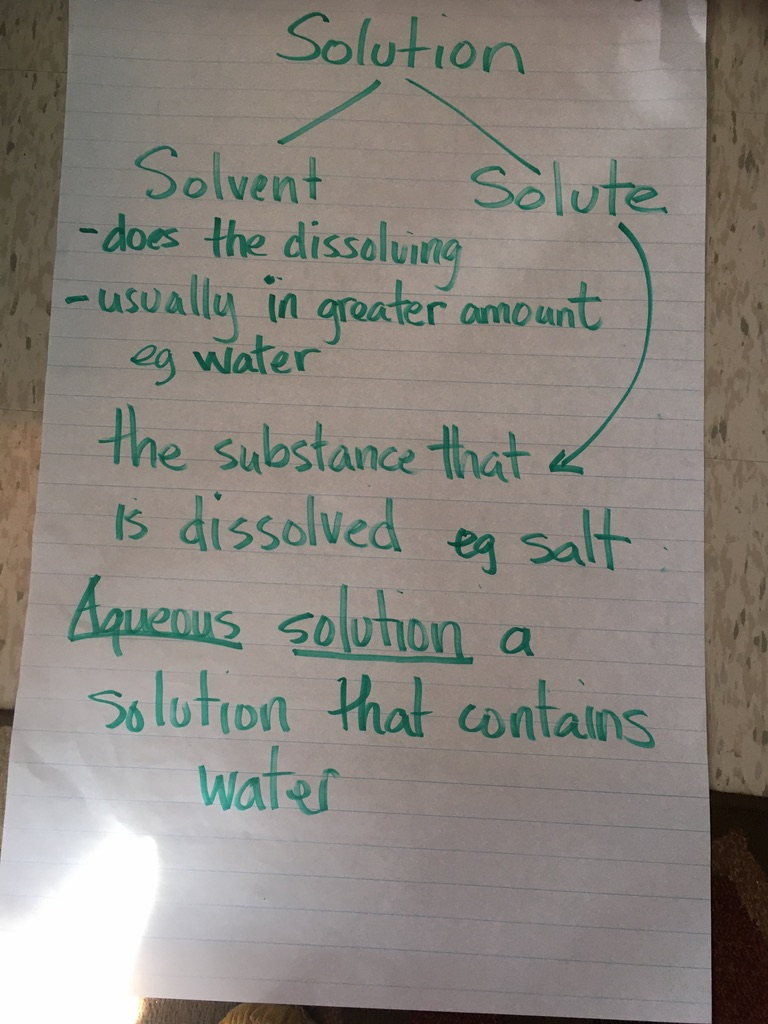 Solution
Solvent
Solute
-does the dissolving
-usually in greater amount
eg water
the substance that
is dissolved eg salt
Aqueous solution a
solution that contains
water